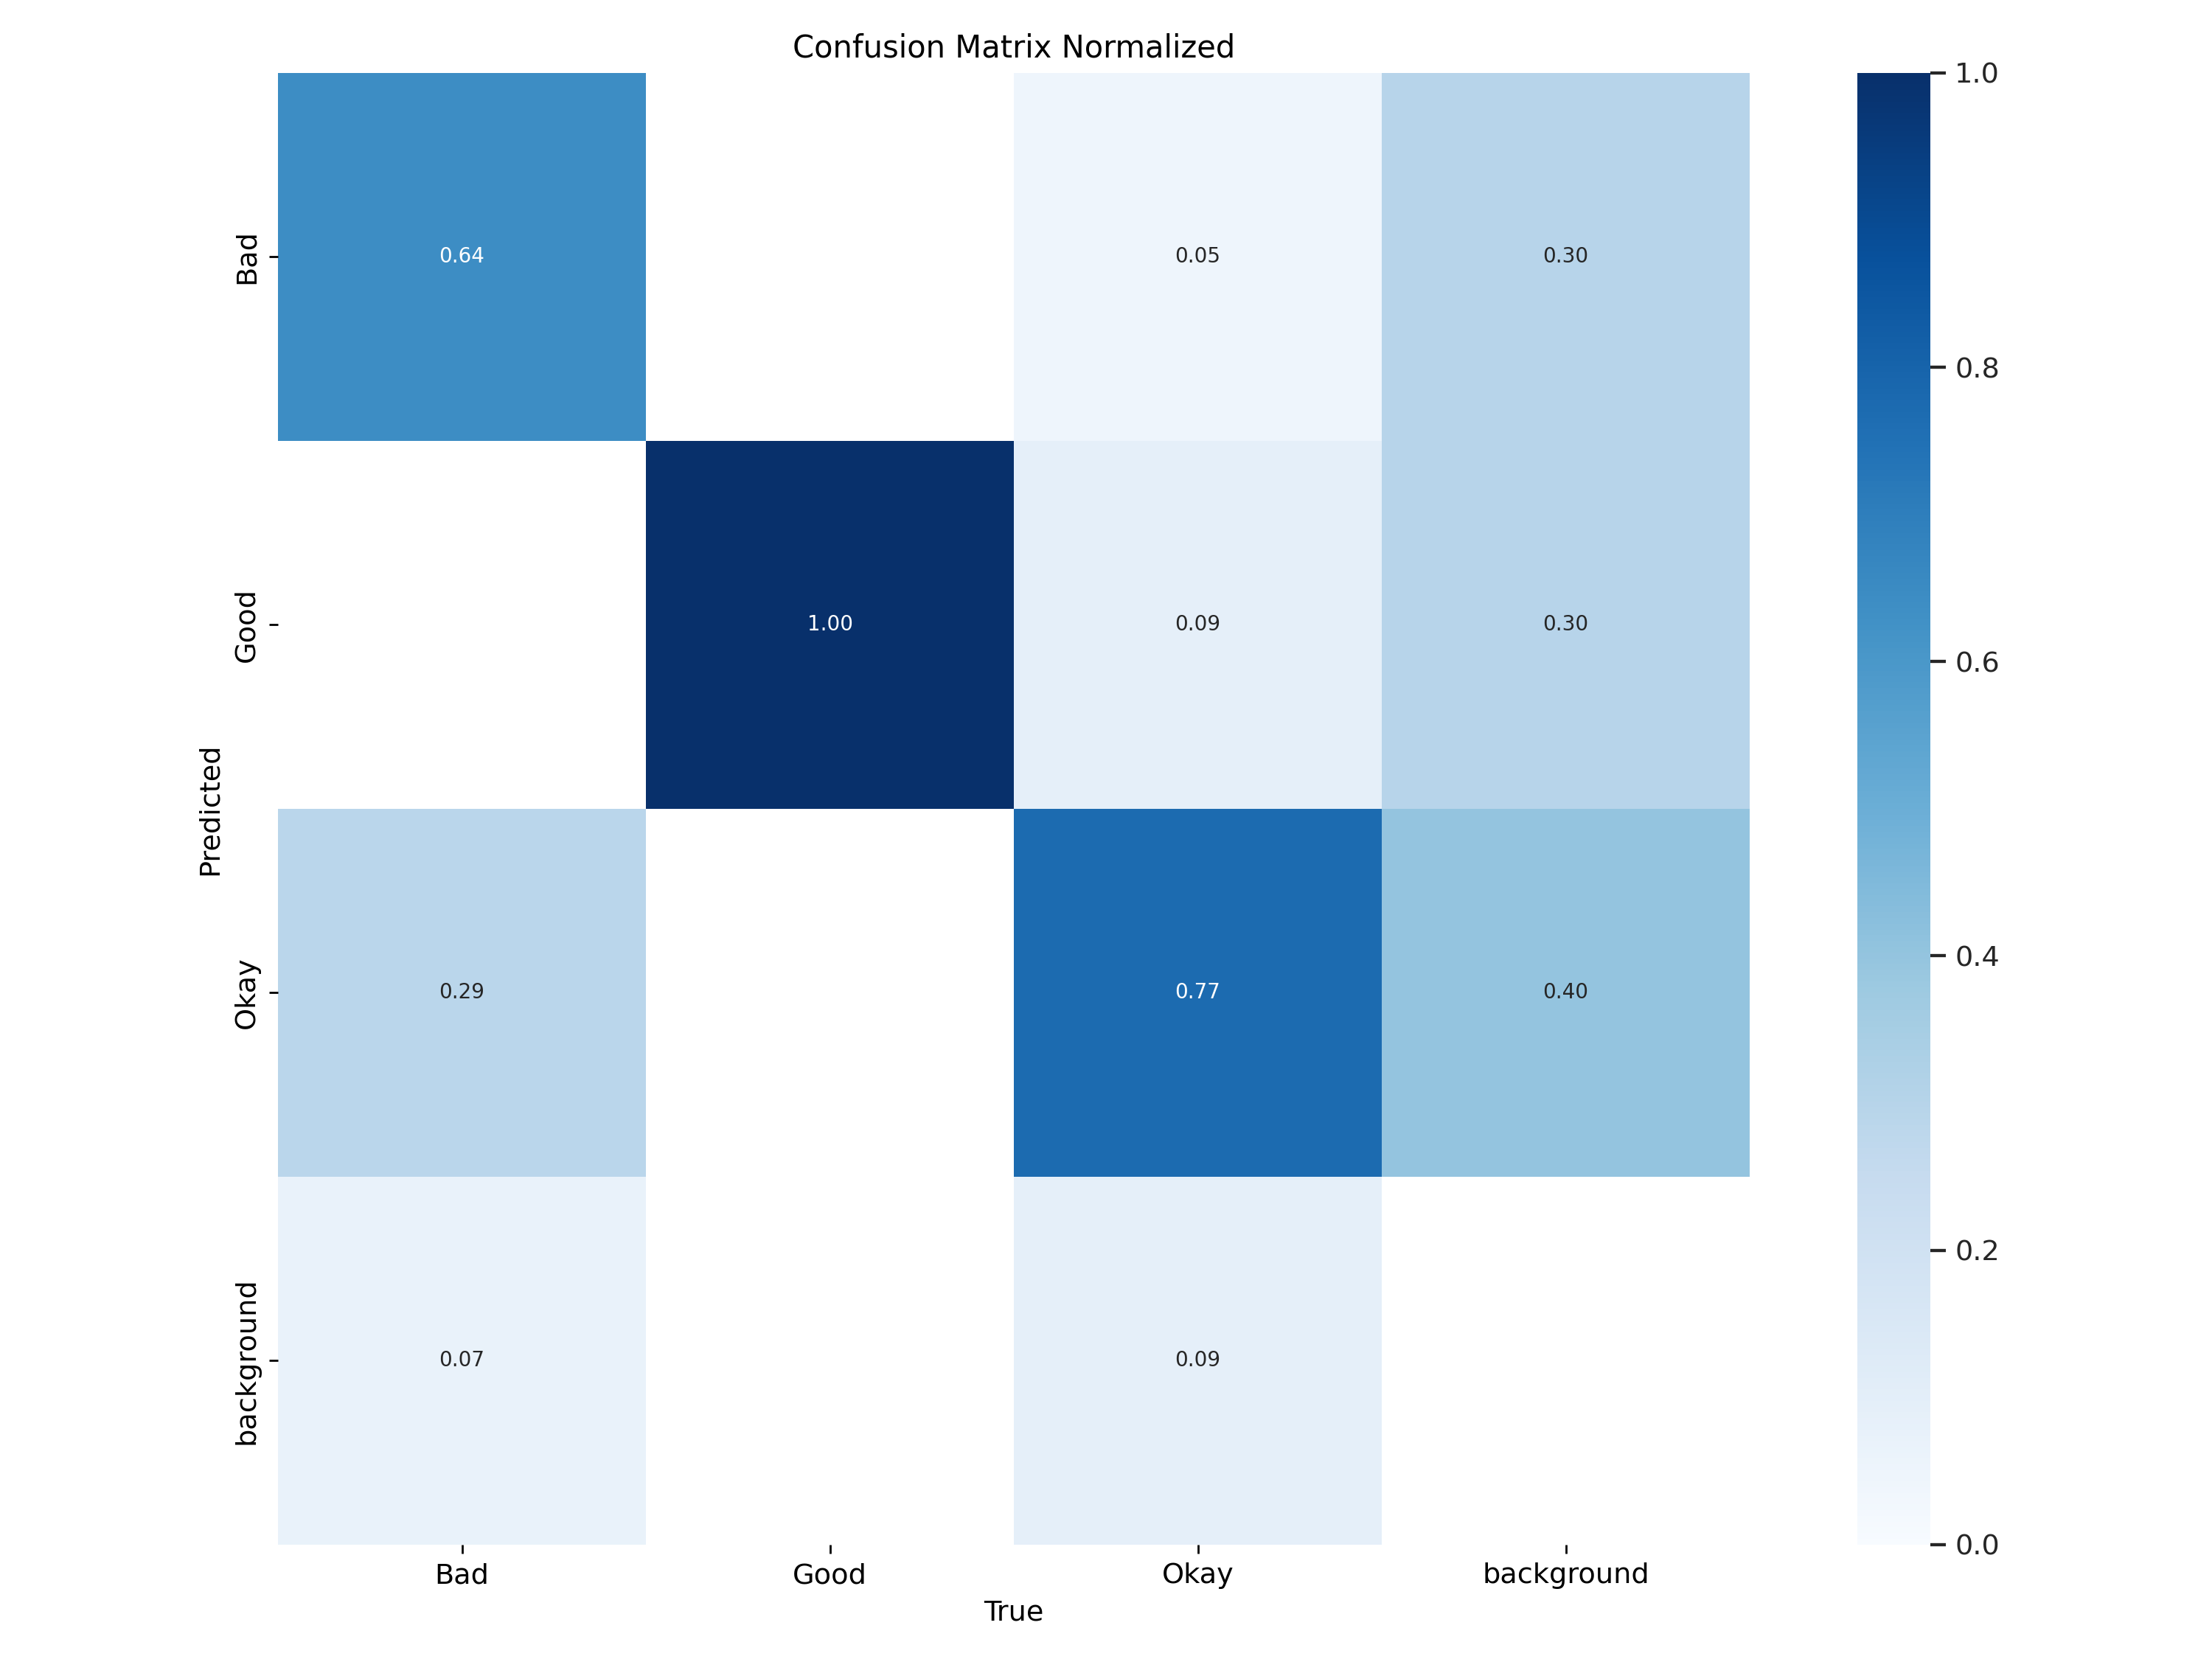 Confusion Matrix Normalized
Predicted
Bad
0.64
0.05
0.30
Good
1.00
0.09
0.30
Okay
0.29
0.77
0.40
background
0.07
0.09
Bad
Good
Okay
background
True
1.0
0.8
0.6
0.4
0.2
0.0